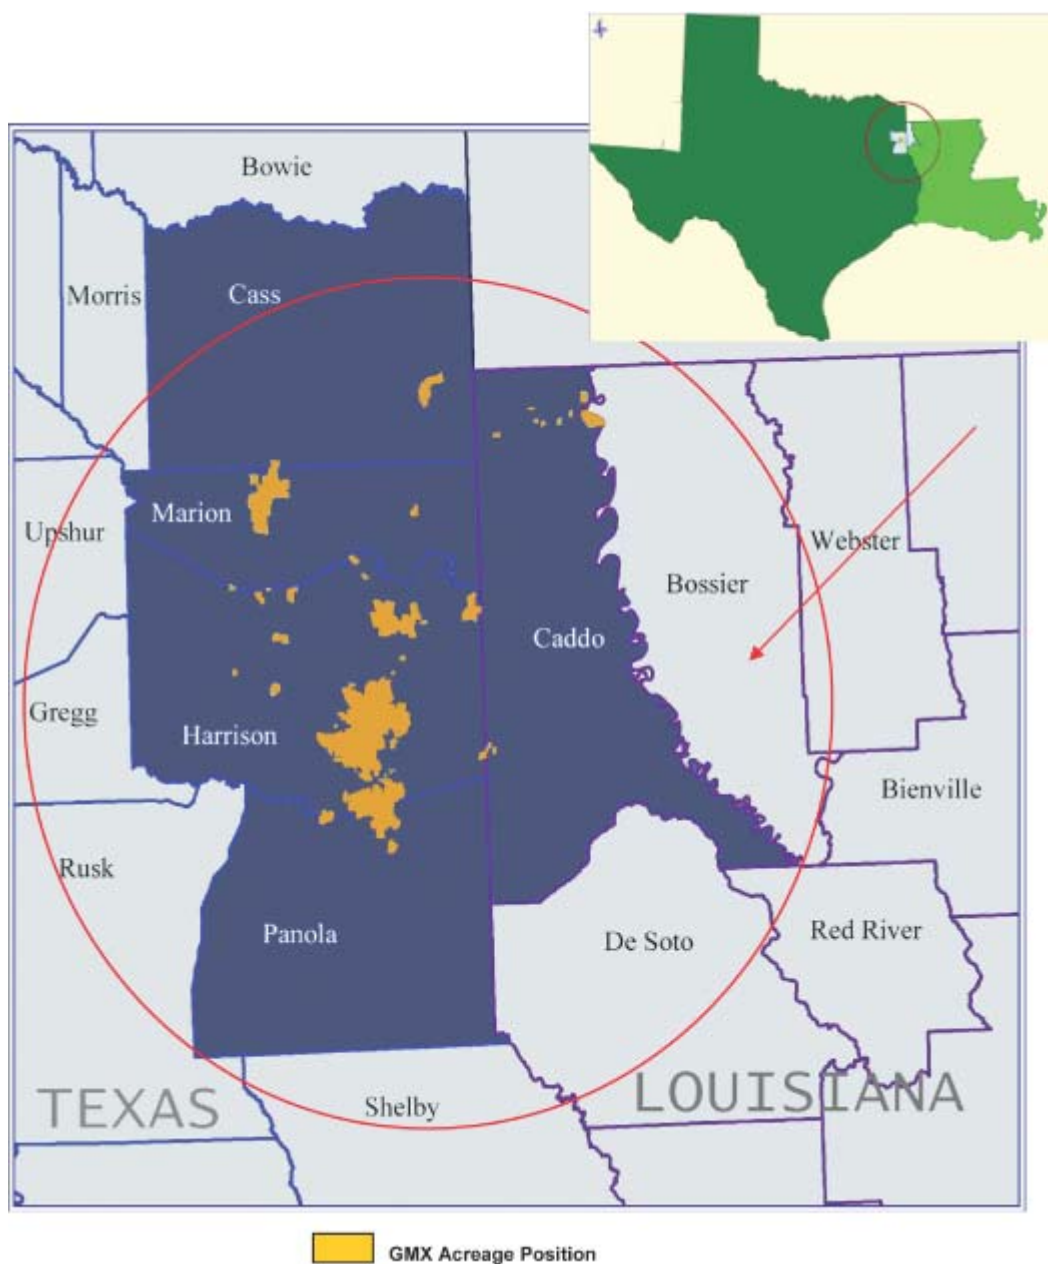 Bowie
Morris
Cass
Marion
Upshur
Webster
Bossier
Caddo
Gregg
Harrison
Bienville
Rusk
Panola
De Soto
Red River
TEXAS
Shelby
LOUISIANA
GMX Acreage Position